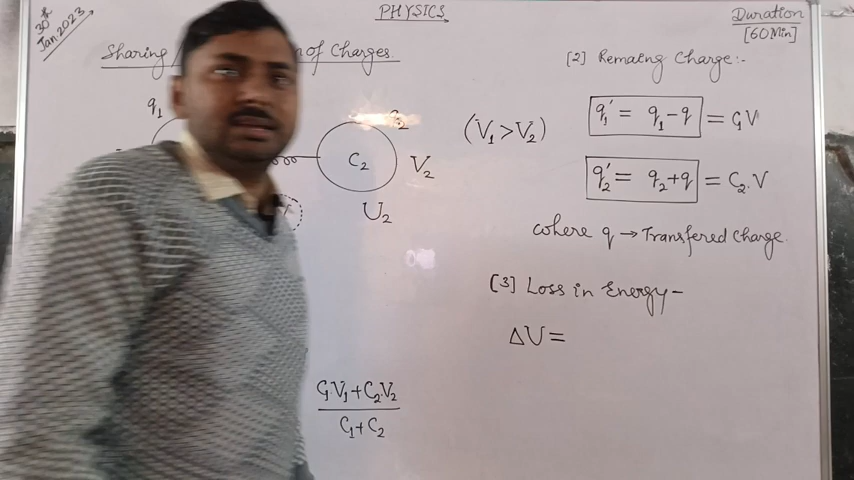 30th Jan 2023
PHYSICS
Duration
[60 Min]
Sharing of Charges.
q1
C2
V2
U2
(V1 > V2)
C1V1 + C2V2
C1 + C2
[2] Remaing Charge:-
q1' = q1 - q = C1V
q2' = q2 + q = C2.V
where q → Transfered Charge.
[3] Loss in Energy-
ΔU =